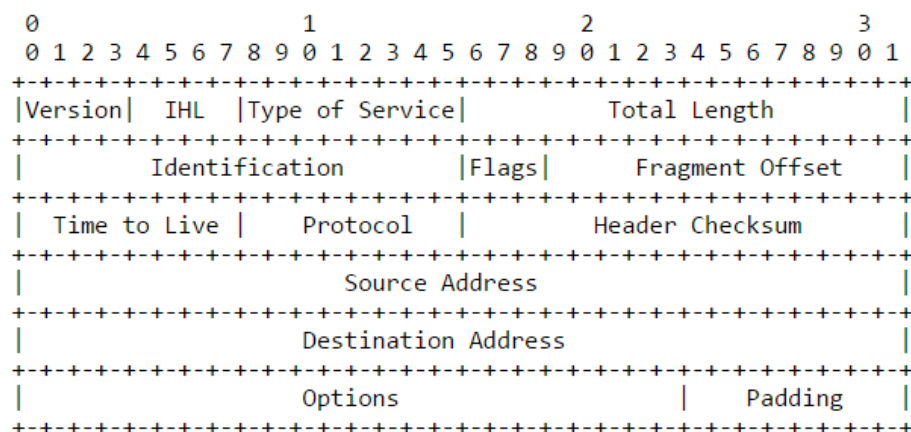 0                   1                   2                   3
0 1 2 3 4 5 6 7 8 9 0 1 2 3 4 5 6 7 8 9 0 1 2 3 4 5 6 7 8 9 0 1
+-+-+-+-+-+-+-+-+-+-+-+-+-+-+-+-+-+-+-+-+-+-+-+-+-+-+-+-+-+-+-+-+
|Version|  IHL  |Type of Service|          Total Length         |
+-+-+-+-+-+-+-+-+-+-+-+-+-+-+-+-+-+-+-+-+-+-+-+-+-+-+-+-+-+-+-+-+
|         Identification        |Flags|      Fragment Offset    |
+-+-+-+-+-+-+-+-+-+-+-+-+-+-+-+-+-+-+-+-+-+-+-+-+-+-+-+-+-+-+-+-+
|  Time to Live |    Protocol   |         Header Checksum       |
+-+-+-+-+-+-+-+-+-+-+-+-+-+-+-+-+-+-+-+-+-+-+-+-+-+-+-+-+-+-+-+-+
|                       Source Address                          |
+-+-+-+-+-+-+-+-+-+-+-+-+-+-+-+-+-+-+-+-+-+-+-+-+-+-+-+-+-+-+-+-+
|                    Destination Address                        |
+-+-+-+-+-+-+-+-+-+-+-+-+-+-+-+-+-+-+-+-+-+-+-+-+-+-+-+-+-+-+-+-+
|                    Options                    |    Padding    |
+-+-+-+-+-+-+-+-+-+-+-+-+-+-+-+-+-+-+-+-+-+-+-+-+-+-+-+-+-+-+-+-+